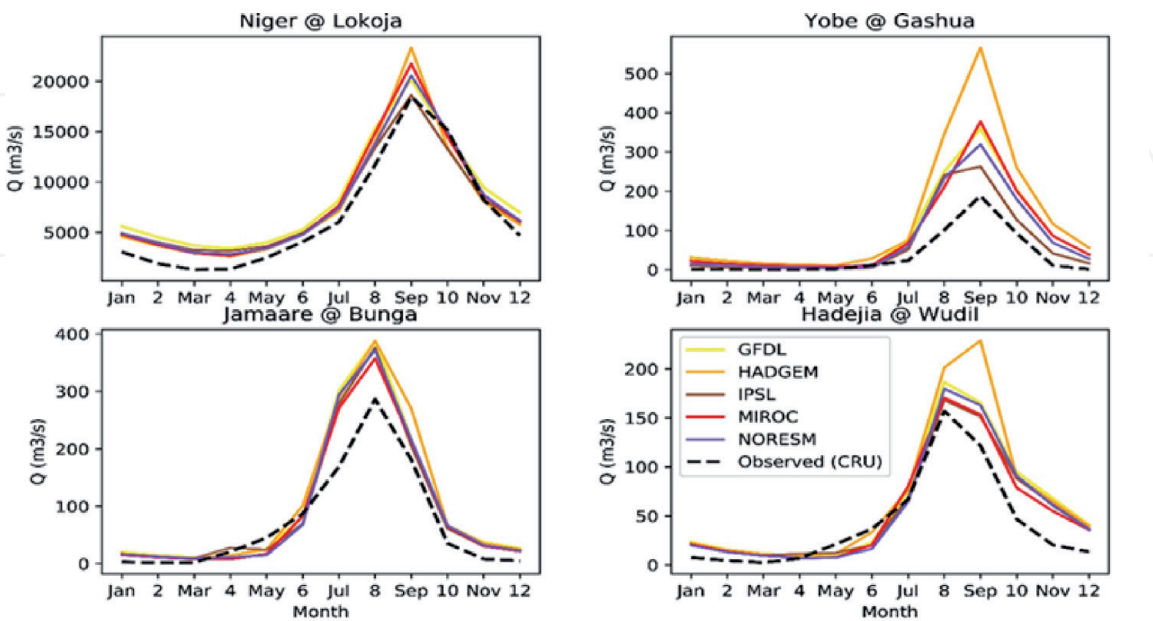 Niger @ Lokoja
Q (m3/s)
20000
15000
10000
5000
Jan 2 Mar 4 May 6 Jul 8 Sep 10 Nov 12
Yobe @ Gashua
Q (m3/s)
500
400
300
200
100
0
Jan 2 Mar 4 May 6 Jul 8 Sep 10 Nov 12
Jamaare @ Bunga
Q (m3/s)
400
300
200
100
0
Jan 2 Mar 4 May 6 Jul 8 Sep 10 Nov 12
Month
Hadejia @ Wudil
Q (m3/s)
200
150
100
50
0
GFDL
HADGEM
IPSL
MIROC
NORESM
Observed (CRU)
Jan 2 Mar 4 May 6 Jul 8 Sep 10 Nov 12
Month